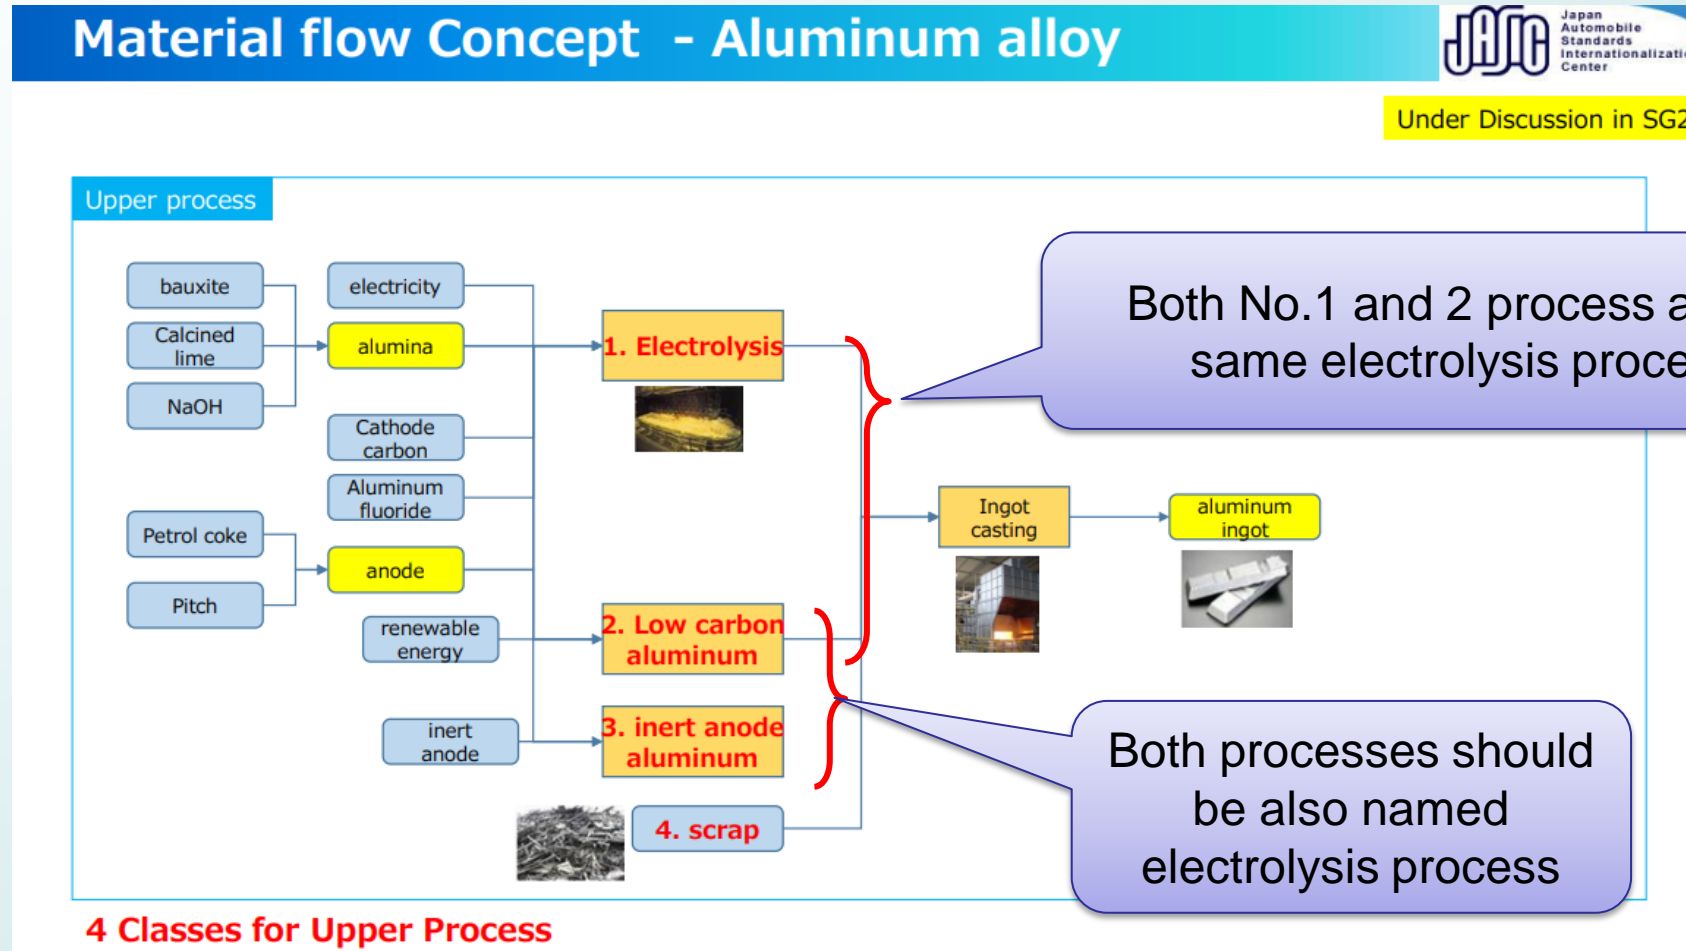 Material flow Concept - Aluminum alloy
JASIC
Japan
Automobile
Standards
Center
Under Discussion in
Upper process
bauxite
electricity
Calcined
lime
alumina
NaOH
Cathode
carbon
Aluminum
fluoride
Petrol coke
anode
Pitch
renewable
energy
inert
anode
1. Electrolysis
2. Low carbon
aluminum
3. inert anode
aluminum
4. scrap
Ingot
casting
aluminum
ingot
Both No.1 and 2 process
same electrolysis
Both processes should
be also named
electrolysis process
4 Classes for Upper Process